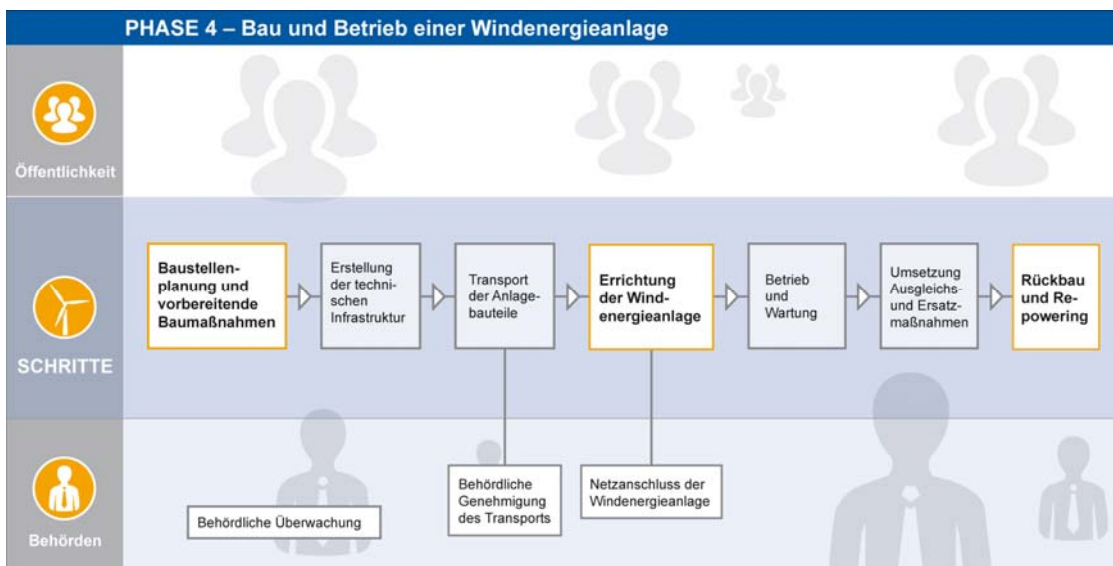 PHASE 4 – Bau und Betrieb einer Windenergieanlage
Öffentlichkeit
SCHRITTE
Baustellen-
planung und
vorbereitende
Baumaßnahmen
Erstellung
der techni-
schen
Infrastruktur
Transport
der Anlage-
bauteile
Errichtung
der Wind-
energieanlage
Betrieb
und
Wartung
Umsetzung
Ausgleichs-
und Ersatz-
maßnahmen
Rückbau
und Re-
powering
Behörden
Behördliche Überwachung
Behördliche
Genehmigung
des Transports
Netzanschluss der
Windenergieanlage